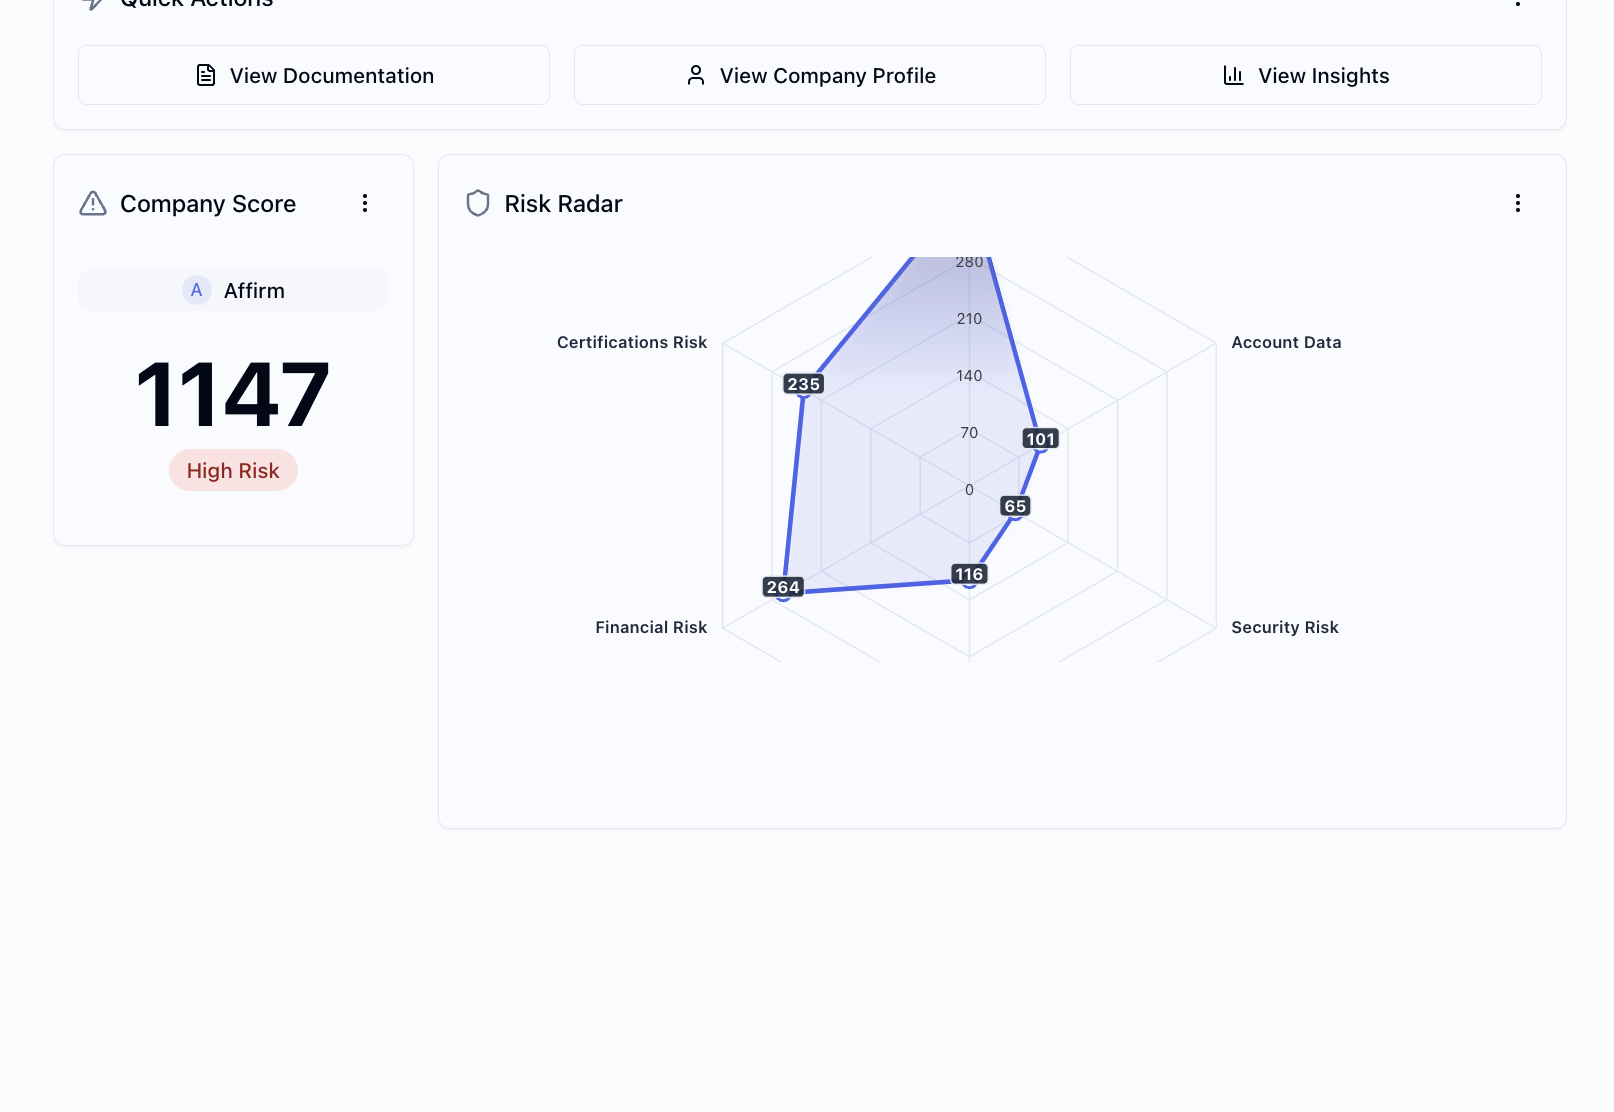 Quick Actions
View Documentation
View Company Profile
View Insights
Company Score
A Affirm
1147
High Risk
Risk Radar
280
210
140
70
0
Certifications Risk
Account Data
235
101
65
116
264
Financial Risk
Security Risk